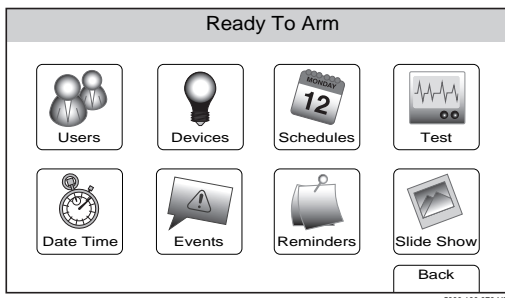 Ready To Arm
MONDAY
12
Users
Devices
Schedules
Test
Date Time
Events
Reminders
Slide Show
Back